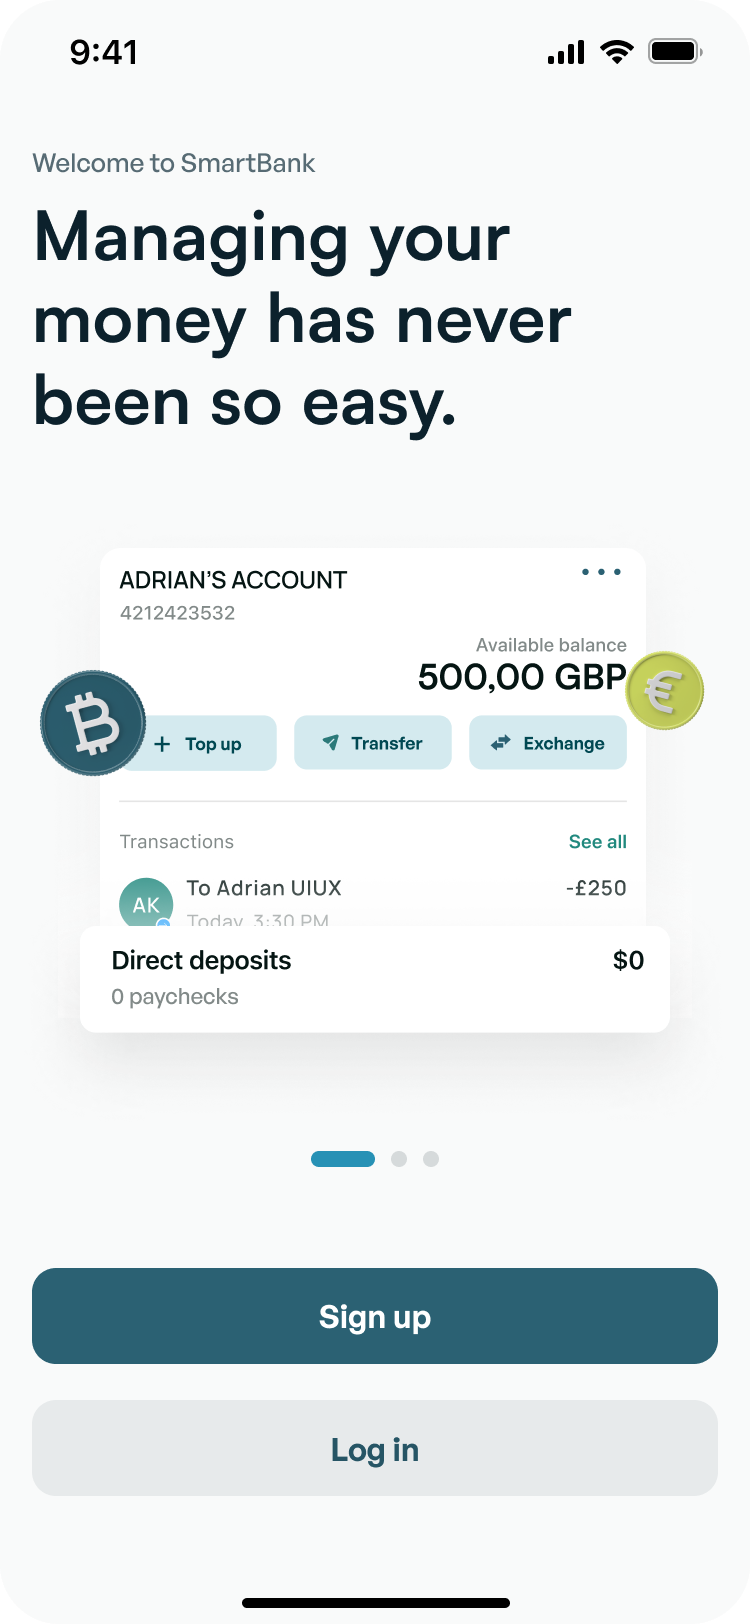 9:41
Welcome to SmartBank
Managing your
money has never
been so easy.
ADRIAN’S ACCOUNT
4212423532
Available balance
500,00 GBP
Top up
Transfer
Exchange
Transactions
See all
AK
To Adrian UIUX
-£250
Today, 3:30 PM
Direct deposits
$0
0 paychecks
Sign up
Log in